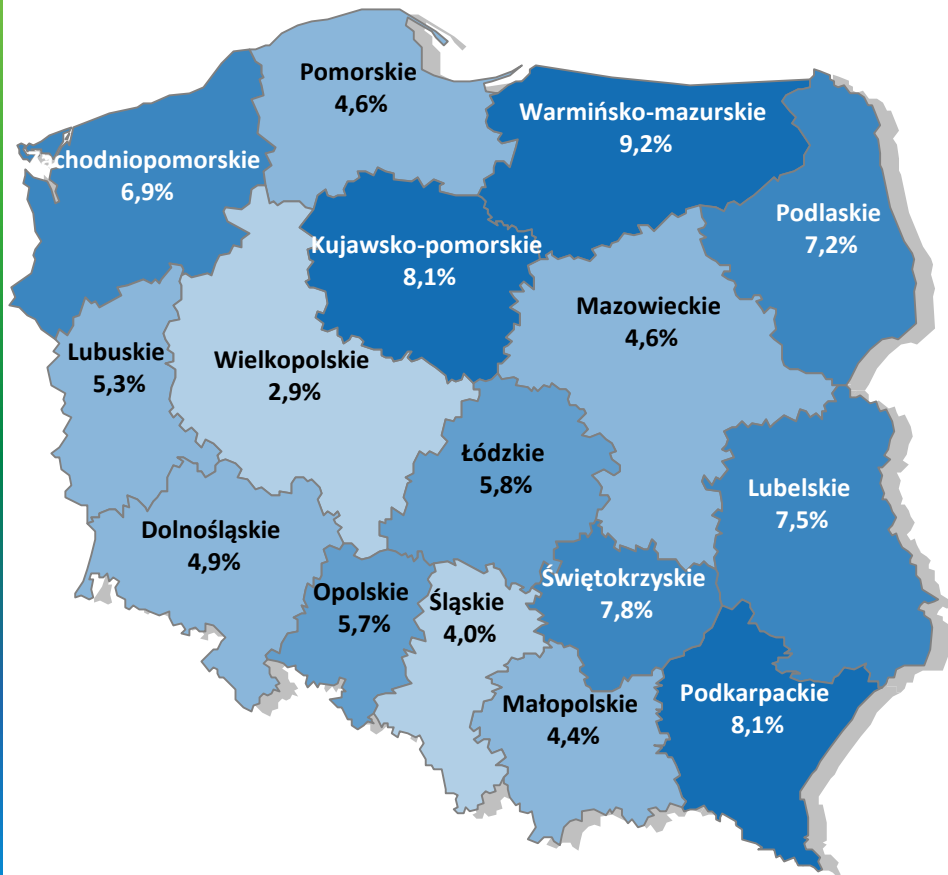 Pomorskie
4,6%
Warmińsko-mazurskie
9,2%
Zachodniopomorskie
6,9%
Podlaskie
7,2%
Kujawsko-pomorskie
8,1%
Mazowieckie
4,6%
Lubuskie
5,3%
Wielkopolskie
2,9%
Łódzkie
5,8%
Lubelskie
7,5%
Dolnośląskie
4,9%
Świętokrzyskie
7,8%
Opolskie
5,7%
Śląskie
4,0%
Podkarpackie
8,1%
Małopolskie
4,4%